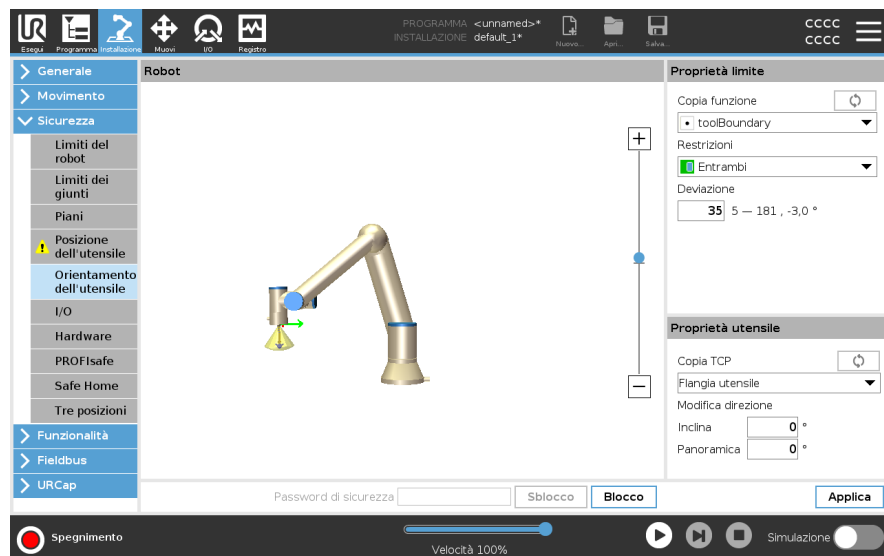 PROGRAMMA <unnamed>*
INSTALLAZIONE default_1*
CCCC
CCCC
UR
Esegui Programma Installazione Muovi I/O Registro
Nuovo... Apri... Salva...
Generale
Movimento
Sicurezza
Limiti del
robot
Limiti dei
giunti
Piani
Posizione
dell'utensile
Orientamento
dell'utensile
I/O
Hardware
PROFIsafe
Safe Home
Tre posizioni
Funzionalità
Fieldbus
URCap
Robot
Proprietà limite
Copia funzione
toolBoundary
Restrizioni
Entrambi
Deviazione
35 5 — 181 , -3,0 °
Proprietà utensile
Copia TCP
Flangia utensile
Modifica direzione
Inclina 0 °
Panoramica 0 °
Password di sicurezza Sblocco Blocco Applica
Spegnimento
Velocità 100%
Simulazione